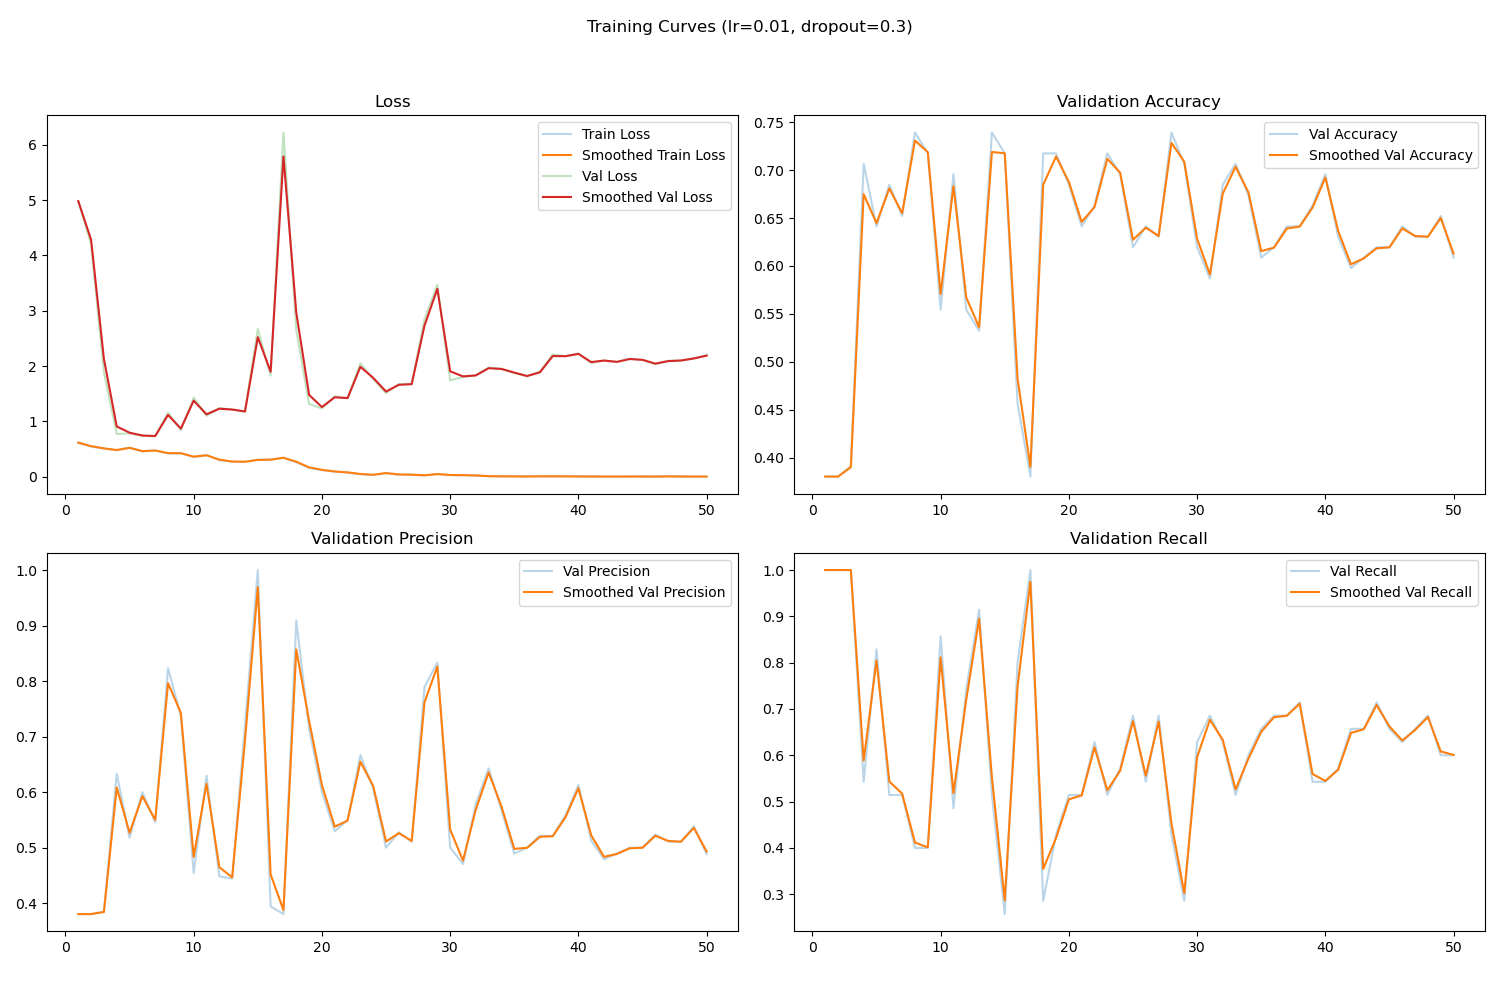 Training Curves (lr=0.01, dropout=0.3)
Loss
Train Loss
Smoothed Train Loss
Val Loss
Smoothed Val Loss
6
5
4
3
2
1
0
0 10 20 30 40 50
Validation Accuracy
Val Accuracy
Smoothed Val Accuracy
0.75
0.70
0.65
0.60
0.55
0.50
0.45
0.40
0 10 20 30 40 50
Validation Precision
Val Precision
Smoothed Val Precision
1.0
0.9
0.8
0.7
0.6
0.5
0.4
0 10 20 30 40 50
Validation Recall
Val Recall
Smoothed Val Recall
1.0
0.9
0.8
0.7
0.6
0.5
0.4
0.3
0 10 20 30 40 50